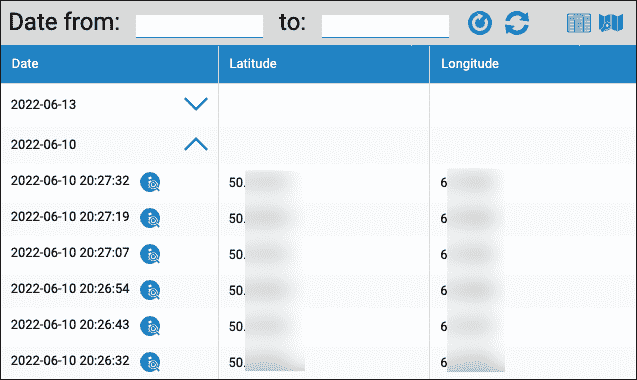 Date from: to:
Date Latitude Longitude
2022-06-13
2022-06-10
2022-06-10 20:27:32 50. 6
2022-06-10 20:27:19 50. 6
2022-06-10 20:27:07 50. 6
2022-06-10 20:26:54 50. 6
2022-06-10 20:26:43 50. 6
2022-06-10 20:26:32 50. 6